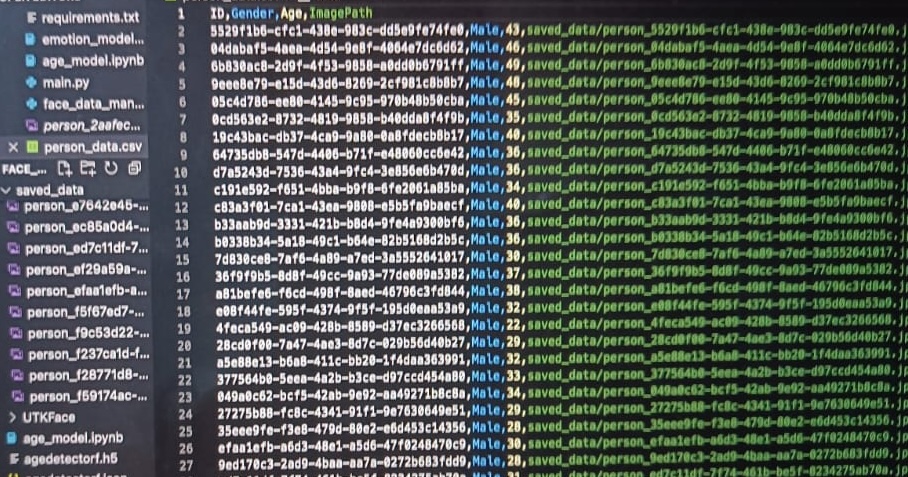 requirements.txt
emotion_model...
age_model.ipynb
main.py
face_data_man...
person_2aafec...
person_data.csv
FACE_...
saved_data
person_e7642e45-...
person_ec85a0d4-...
person_ed7c11df-7...
person_ef29a59a-...
person_efaa1efb-a...
person_f5f67ed7-...
person_f9c53d22-...
person_f237ca1d-f...
person_f28771d8-...
person_f59174ac-...
UTKFace
age_model.ipynb
agedetectorf.h5
1 ID,Gender,Age,ImagePath
2 5529f1b6-cfc1-438e-983c-dd5e9fe74fe0,Male,43,saved_data/person_5529f1b6-cfc1-438e-983c-dd5e9fe74fe0.j
3 04dabaf5-4aea-4d54-9e8f-4064e7dc6d62,Male,46,saved_data/person_04dabaf5-4aea-4d54-9e8f-4064e7dc6d62.j
4 6b830ac8-2d9f-4f53-9858-a0dd0b6791ff,Male,49,saved_data/person_6b830ac8-2d9f-4f53-9858-a0dd0b6791ff.j
5 9eee8e79-e15d-43d6-8269-2cf981c8b8b7,Male,48,saved_data/person_9eee8e79-e15d-43d6-8269-2cf981c8b8b7.j
6 05c4d786-ee80-4145-9c95-970b48b50cba,Male,45,saved_data/person_05c4d786-ee80-4145-9c95-970b48b50cba.j
7 0cd563e2-8732-4819-9858-b40dda8f4f9b,Male,35,saved_data/person_0cd563e2-8732-4819-9858-b40dda8f4f9b.j
8 19c43bac-db37-4ca9-9a80-0a8fdecb8b17,Male,40,saved_data/person_19c43bac-db37-4ca9-9a80-0a8fdecb8b17.j
9 64735db8-547d-4406-b71f-e48060cc6e42,Male,36,saved_data/person_64735db8-547d-4406-b71f-e48060cc6e42.j
10 d7a5243d-7536-43a4-9fc4-3e856e6b470d,Male,36,saved_data/person_d7a5243d-7536-43a4-9fc4-3e856e6b470d.j
11 c191e592-f651-4bba-b9f8-6fe2061a85ba,Male,34,saved_data/person_c191e592-f651-4bba-b9f8-6fe2061a85ba.j
12 c83a3f01-7ca1-43ea-9808-e5b5fa9baecf,Male,40,saved_data/person_c83a3f01-7ca1-43ea-9808-e5b5fa9baecf.j
13 b33aab9d-3331-421b-b8d4-9fe4a9300bf6,Male,36,saved_data/person_b33aab9d-3331-421b-b8d4-9fe4a9300bf6.j
14 b0338b34-5a18-49c1-b64e-82b5168d2b5c,Male,36,saved_data/person_b0338b34-5a18-49c1-b64e-82b5168d2b5c.j
15 7d830ce8-7af6-4a89-a7ed-3a5552641017,Male,30,saved_data/person_7d830ce8-7af6-4a89-a7ed-3a5552641017.j
16 36f9f9b5-8d8f-49cc-9a93-77de089a5382,Male,37,saved_data/person_36f9f9b5-8d8f-49cc-9a93-77de089a5382.j
17 a81befe6-f6cd-498f-8aed-46796c3fd844,Male,38,saved_data/person_a81befe6-f6cd-498f-8aed-46796c3fd844.j
18 e08f44fe-595f-4374-9f5f-195d0eaa53a9,Male,32,saved_data/person_e08f44fe-595f-4374-9f5f-195d0eaa53a9.j
19 4feca549-ac09-428b-8589-d37ec3266568,Male,22,saved_data/person_4feca549-ac09-428b-8589-d37ec3266568.j
20 28cd0f00-7a47-4ae3-8d7c-029b56d40b27,Male,29,saved_data/person_28cd0f00-7a47-4ae3-8d7c-029b56d40b27.j
21 a5e88e13-b6a8-411c-bb20-1f4daa363991,Male,32,saved_data/person_a5e88e13-b6a8-411c-bb20-1f4daa363991.jp
22 377564b0-5eea-4a2b-b3ce-d97ccd454a80,Male,33,saved_data/person_377564b0-5eea-4a2b-b3ce-d97ccd454a80.jp
23 049a0c62-bcf5-42ab-9e92-aa49271b8c8a,Male,34,saved_data/person_049a0c62-bcf5-42ab-9e92-aa49271b8c8a.jp
24 27275b88-fc8c-4341-91f1-9e7630649e51,Male,29,saved_data/person_27275b88-fc8c-4341-91f1-9e7630649e51.jp
25 35eee9fe-f3e8-479d-80e2-e6d453c14356,Male,28,saved_data/person_35eee9fe-f3e8-479d-80e2-e6d453c14356.jp
26 efaa1efb-a6d3-48e1-a5d6-47f0248470c9,Male,30,saved_data/person_efaa1efb-a6d3-48e1-a5d6-47f0248470c9.jp
27 9ed170c3-2ad9-4baa-aa7a-0272b683fdd9,Male,28,saved_data/person_9ed170c3-2ad9-4baa-aa7a-0272b683fdd9.jp